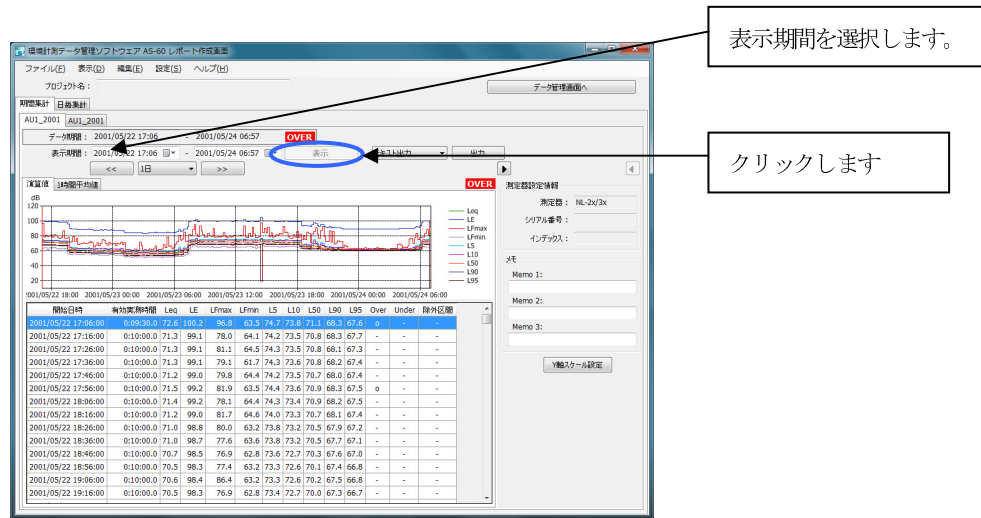 表示期間を選択します。
クリックします
環境計測データ管理ソフトウェア AS-60 レポート作成画面
ファイル(F) 表示(D) 編集(E) 設定(S) ヘルプ(H)
プロジェクト名：
データ管理画面へ
期間集計 日毎集計
AU1_2001 AU1_2001
データ期間： 2001/05/22 17:06 - 2001/05/24 06:57 OVER
表示期間： 2001/05/22 17:06 - 2001/05/24 06:57 表示 テキスト出力 出力
<< 1日 >>
演算値 1時間平均値 OVER
dB
120
100
80
60
40
20
Leq
LE
LFmax
LFmin
L5
L10
L50
L90
L95
2001/05/22 18:00 2001/05/23 00:00 2001/05/23 06:00 2001/05/23 12:00 2001/05/23 18:00 2001/05/24 00:00 2001/05/24 06:00
開始日時 有効実測時間 Leq LE LFmax LFmin L5 L10 L50 L90 L95 Over Under 除外区間
2001/05/22 17:06:00 0:09:30.0 72.6 100.2 96.8 63.5 74.7 73.8 71.1 68.3 67.6 o - -
2001/05/22 17:16:00 0:10:00.0 71.3 99.1 78.0 64.1 74.2 73.5 70.8 68.3 67.7 - - -
2001/05/22 17:26:00 0:10:00.0 71.3 99.1 81.1 64.5 74.3 73.5 70.8 68.1 67.3 - - -
2001/05/22 17:36:00 0:10:00.0 71.3 99.1 79.1 61.7 74.3 73.6 70.8 68.2 67.4 - - -
2001/05/22 17:46:00 0:10:00.0 71.2 99.0 79.8 64.4 74.2 73.5 70.7 68.0 67.4 - - -
2001/05/22 17:56:00 0:10:00.0 71.5 99.2 81.9 63.5 74.4 73.6 70.9 68.3 67.5 o - -
2001/05/22 18:06:00 0:10:00.0 71.4 99.2 78.1 64.4 74.3 73.4 70.9 68.2 67.5 - - -
2001/05/22 18:16:00 0:10:00.0 71.2 99.0 81.7 64.6 74.0 73.3 70.7 68.1 67.4 - - -
2001/05/22 18:26:00 0:10:00.0 71.0 98.8 80.0 63.2 73.8 73.2 70.5 67.9 67.2 - - -
2001/05/22 18:36:00 0:10:00.0 71.0 98.7 77.6 63.6 73.8 73.2 70.5 67.7 67.1 - - -
2001/05/22 18:46:00 0:10:00.0 70.7 98.5 76.9 62.8 73.6 72.7 70.3 67.6 67.0 - - -
2001/05/22 18:56:00 0:10:00.0 70.5 98.3 77.4 63.2 73.3 72.6 70.1 67.4 66.8 - - -
2001/05/22 19:06:00 0:10:00.0 70.6 98.4 86.4 63.2 73.3 72.6 70.2 67.5 66.8 - - -
2001/05/22 19:16:00 0:10:00.0 70.5 98.3 76.9 62.8 73.4 72.7 70.0 67.3 66.7 - - -
測定器設定情報
測定器： NL-2x/3x
シリアル番号：
インデックス：
メモ
Memo 1:
Memo 2:
Memo 3:
Y軸スケール設定